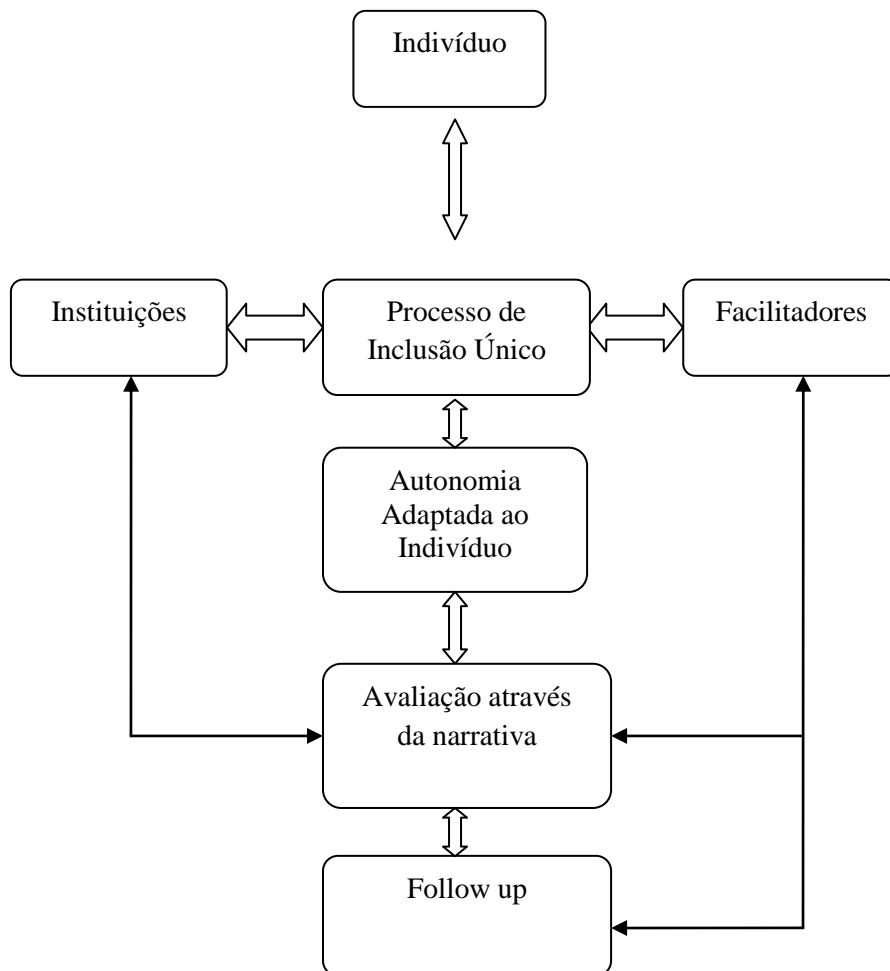 Indivíduo
Instituições
Processo de
Inclusão Único
Facilitadores
Autonomia
Adaptada ao
Indivíduo
Avaliação através
da narrativa
Follow up